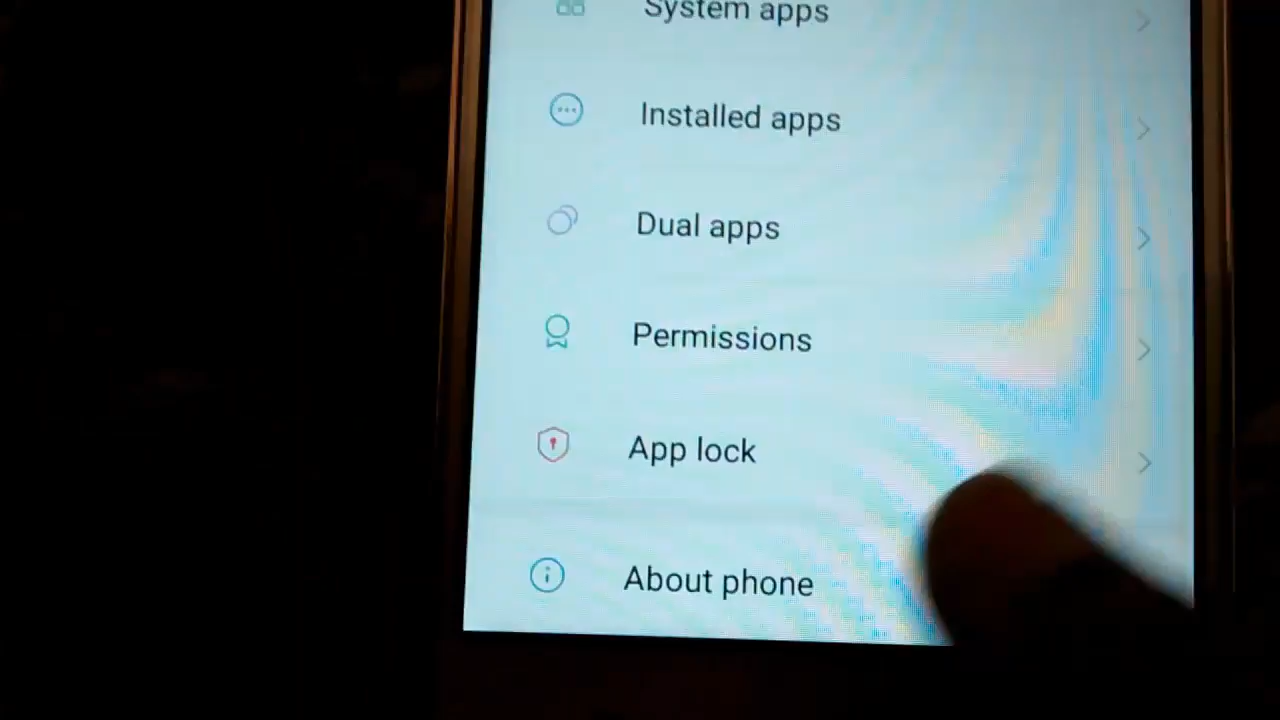 System apps
Installed apps
Dual apps
Permissions
App lock
About phone